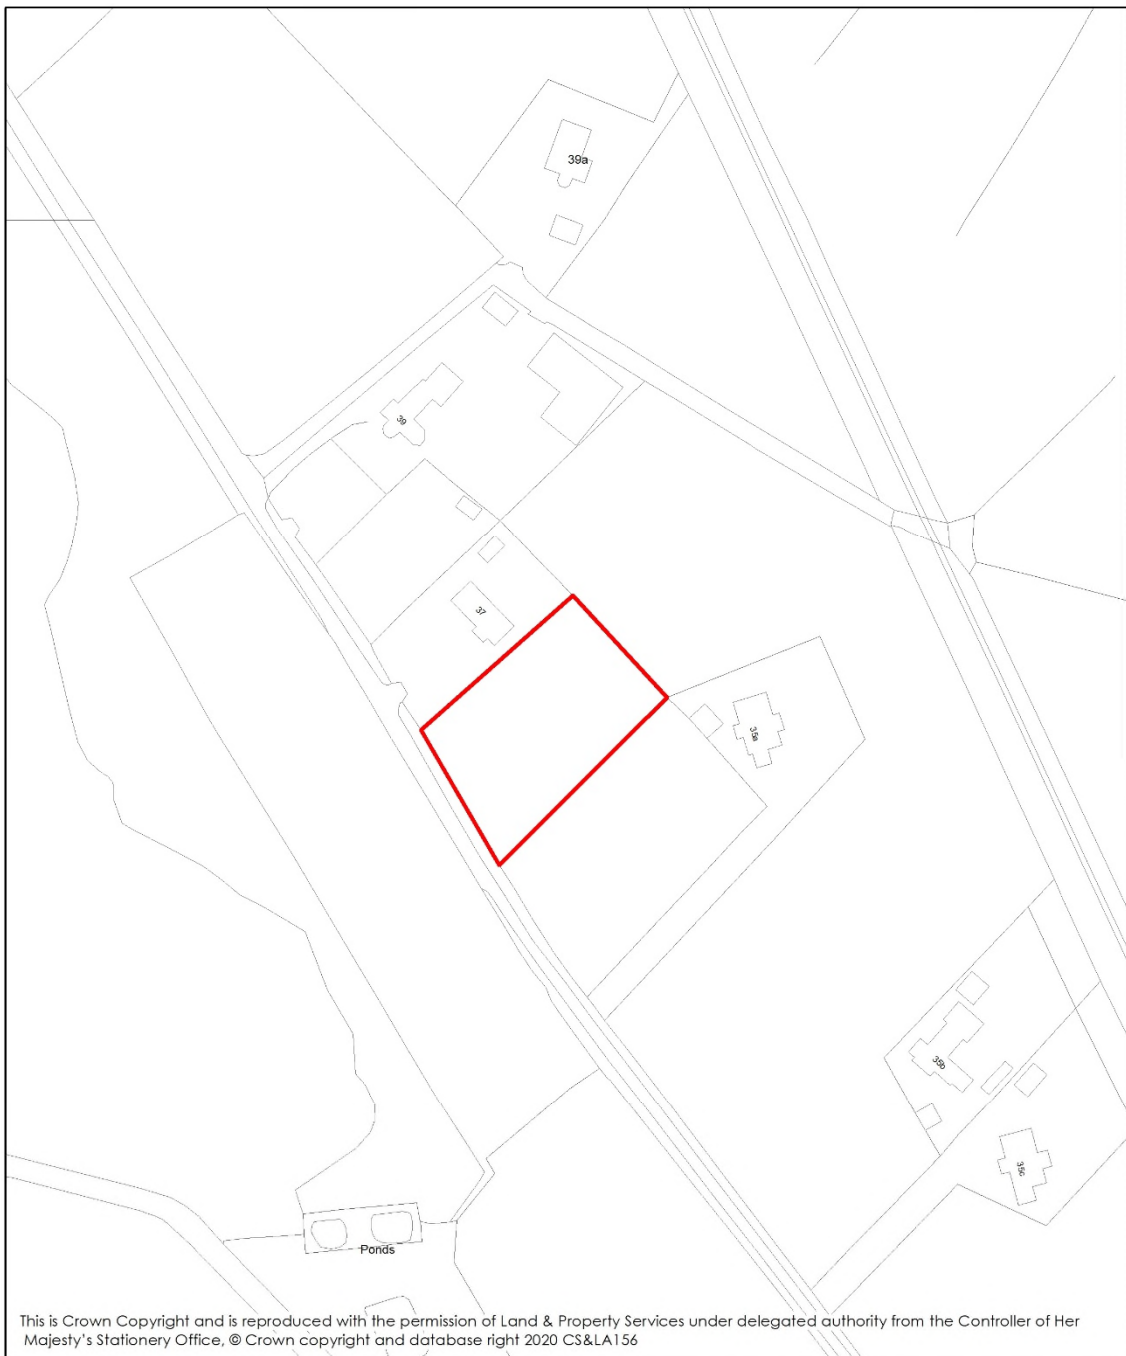 39a
39
37
35a
35b
35c
Ponds
This is Crown Copyright and is reproduced with the permission of Land & Property Services under delegated authority from the Controller of Her
Majesty's Stationery Office, © Crown copyright and database right 2020 CS&LA156